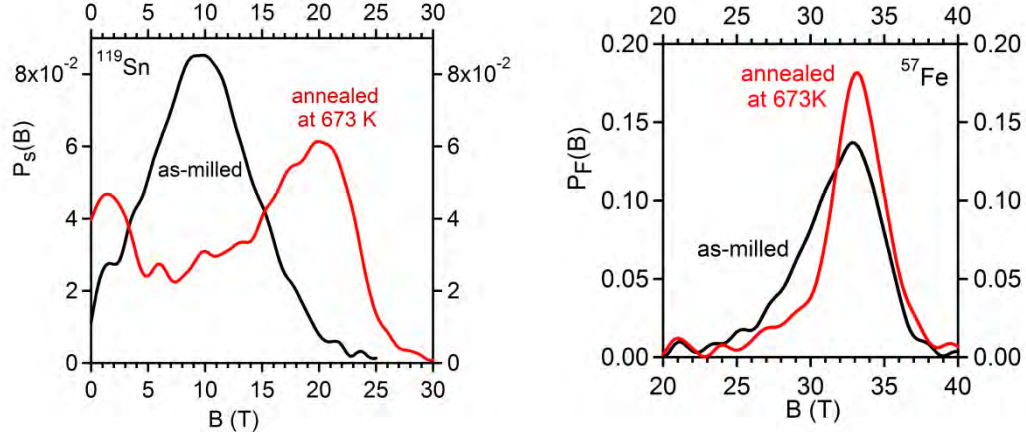 0 5 10 15 20 25 30
¹¹⁹Sn
8x10⁻²
6
4
2
0
8x10⁻²
6
4
2
0
annealed
at 673 K
as-milled
Pₛ(B)
0 5 10 15 20 25 30
B (T)
20 25 30 35 40
0.20
0.15
0.10
0.05
0.00
0.20
0.15
0.10
0.05
0.00
annealed
at 673K
⁵⁷Fe
as-milled
P_F(B)
20 25 30 35 40
B (T)